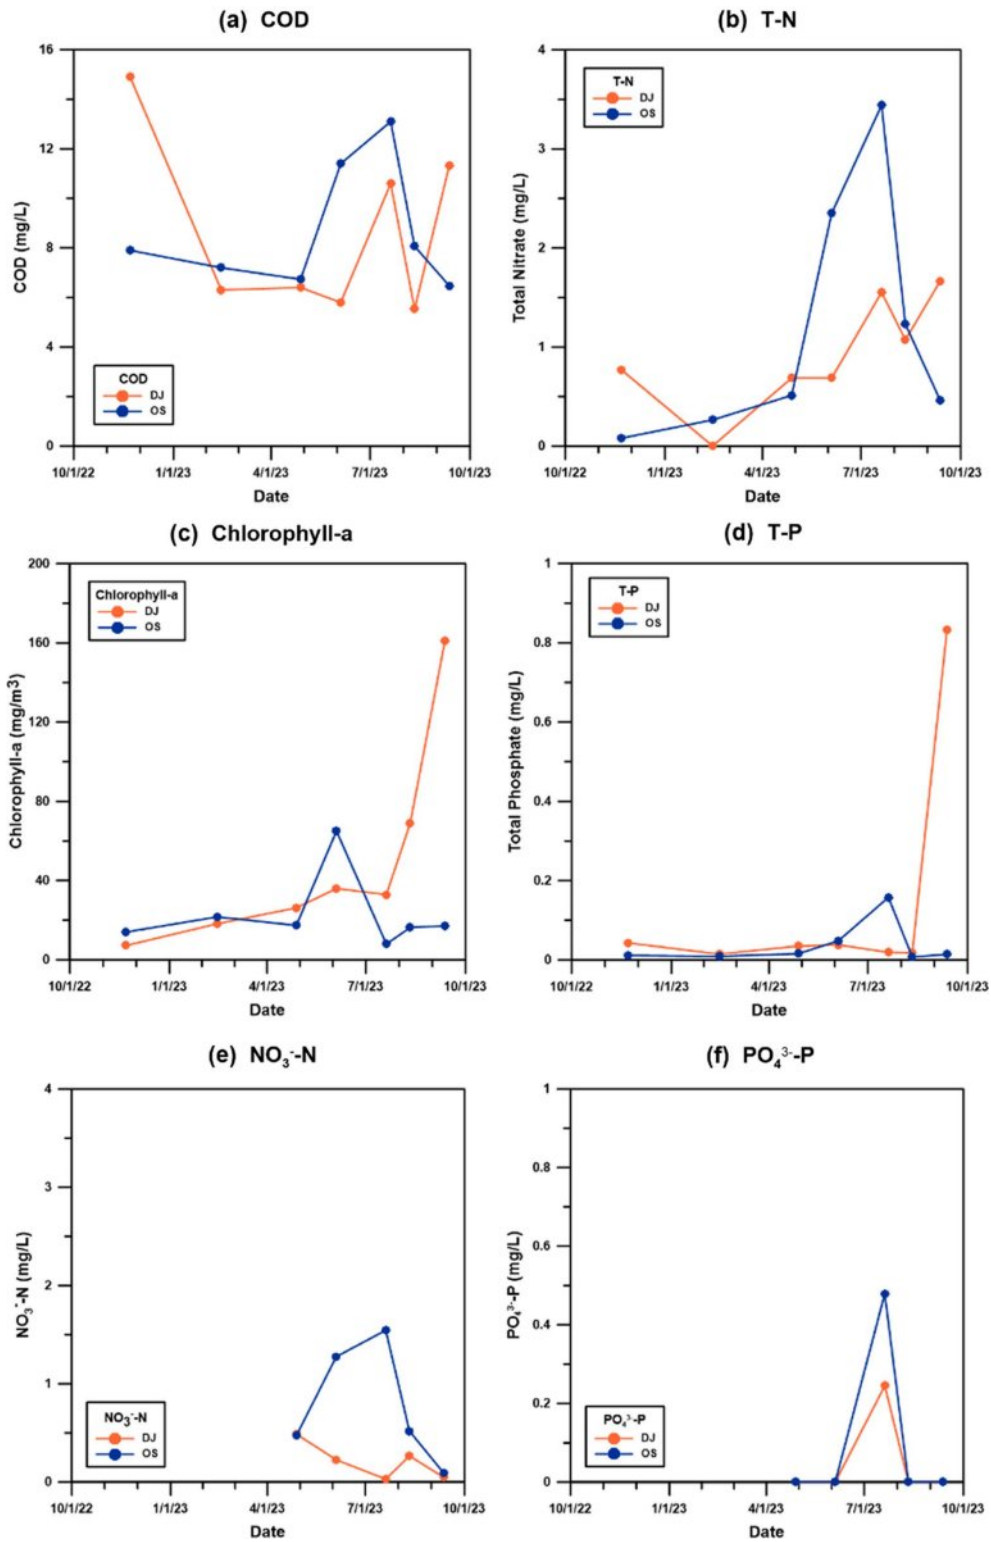 (a) COD
COD (mg/L)
16
12
8
4
0
COD
DJ
OS
10/1/22 1/1/23 4/1/23 7/1/23 10/1/23
Date
(b) T-N
Total Nitrate (mg/L)
4
3
2
1
0
T-N
DJ
OS
10/1/22 1/1/23 4/1/23 7/1/23 10/1/23
Date
(c) Chlorophyll-a
Chlorophyll-a (mg/m³)
200
160
120
80
40
0
Chlorophyll-a
DJ
OS
10/1/22 1/1/23 4/1/23 7/1/23 10/1/23
Date
(d) T-P
Total Phosphate (mg/L)
1
0.8
0.6
0.4
0.2
0
T-P
DJ
OS
10/1/22 1/1/23 4/1/23 7/1/23 10/1/23
Date
(e) NO₃⁻-N
NO₃⁻-N (mg/L)
4
3
2
1
0
NO₃⁻-N
DJ
OS
10/1/22 1/1/23 4/1/23 7/1/23 10/1/23
Date
(f) PO₄³⁻-P
PO₄³⁻-P (mg/L)
1
0.8
0.6
0.4
0.2
0
PO₄³⁻-P
DJ
OS
10/1/22 1/1/23 4/1/23 7/1/23 10/1/23
Date